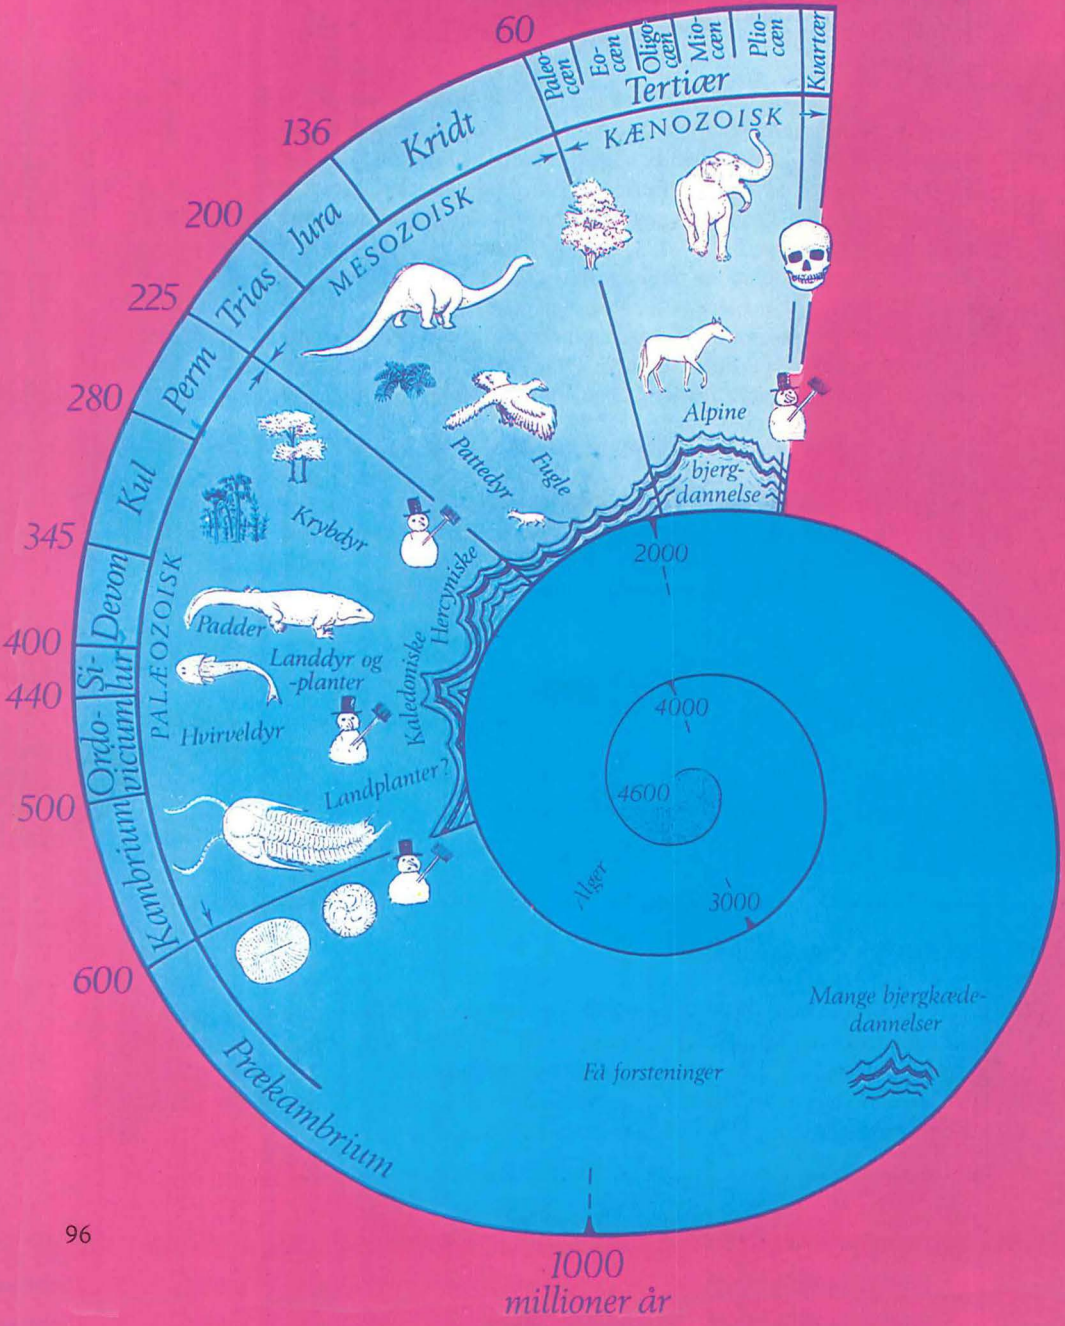 60
Paleo-
cæn
Eo-
cæn
Oligo-
cæn
Mio-
cæn
Plio-
cæn
Kvartær
Tertiær
KÆNOZOISK
136
Kridt
200
Jura
MESOZOISK
225
Trias
280
Perm
Kul
345
Devon
400
Si-
lur
440
Ordo-
vicium
500
Kambrium
600
PALÆOZOISK
Prækambrium
Alpine
bjerg-
dannelse
Fugle
Pattedyr
Krybdyr
Hercyniske
Padder
Landdyr og
-planter
Kaledoniske
Hvirveldyr
Landplanter?
2000
4000
4600
3000
Alger
Mange bjergkæde-
dannelser
Få forsteninger
1000
millioner år
96